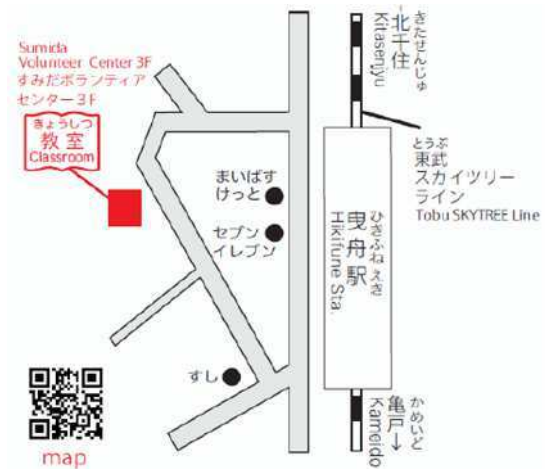 Sumida
Volunteer Center 3F
すみだボランティア
センター3F
きょうしつ
教室
Classroom
まいばす
けっと
セブン
イレブン
すし
map
きたせんじゅ
←北千住
Kitasenjyu
とうぶ
東武
スカイツリー
ライン
Tobu SKYTREE Line
ひきふねえき
曳舟駅
Hikifune Sta.
かめいど
亀戸→
Kameido